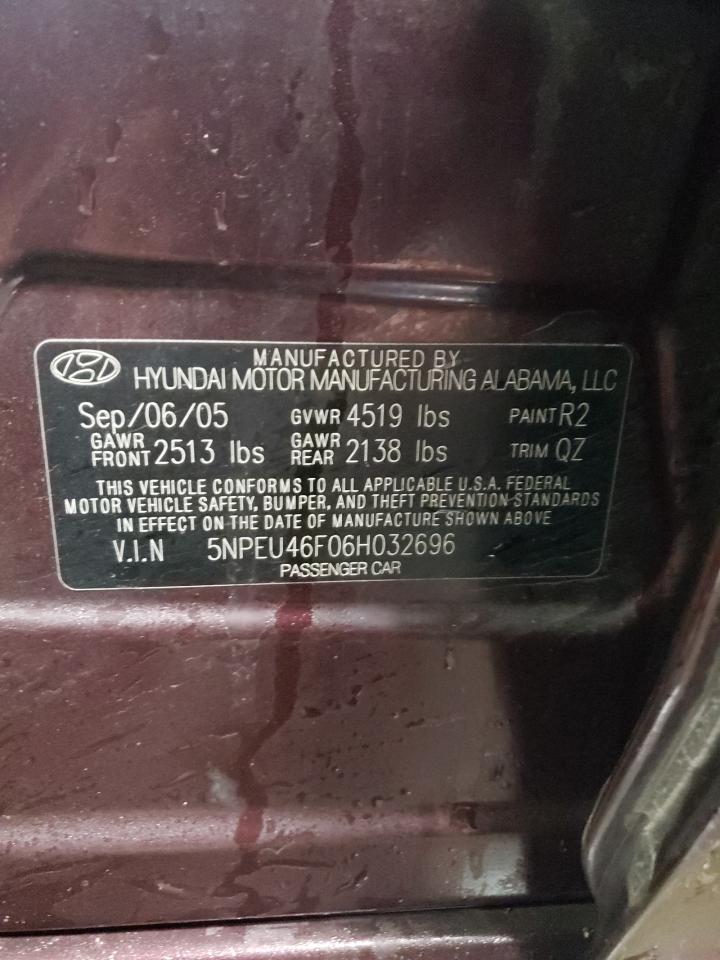 MANUFACTURED BY
HYUNDAI MOTOR MANUFACTURING ALABAMA, LLC
Sep/06/05 GVWR 4519 lbs PAINT R2
GAWR FRONT 2513 lbs GAWR REAR 2138 lbs TRIM QZ
THIS VEHICLE CONFORMS TO ALL APPLICABLE U.S.A. FEDERAL
MOTOR VEHICLE SAFETY, BUMPER, AND THEFT PREVENTION STANDARDS
IN EFFECT ON THE DATE OF MANUFACTURE SHOWN ABOVE
V.I.N 5NPEU46F06H032696
PASSENGER CAR